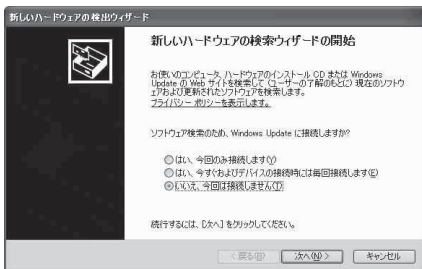 新しいハードウェアの検出ウィザード
新しいハードウェアの検索ウィザードの開始
お使いのコンピュータ、ハードウェアのインストール CD または Windows
Update の Web サイトを検索して (ユーザーの了解のもとに) 現在のソフトウ
ェアおよび更新されたソフトウェアを検索します。
プライバシー ポリシーを表示します。
ソフトウェア検索のため、Windows Update に接続しますか?
はい、今回のみ接続します(Y)
はい、今すぐおよびデバイスの接続時には毎回接続します(E)
いいえ、今回は接続しません(T)
続行するには、[次へ] をクリックしてください。
< 戻る(B) 次へ(N) > キャンセル